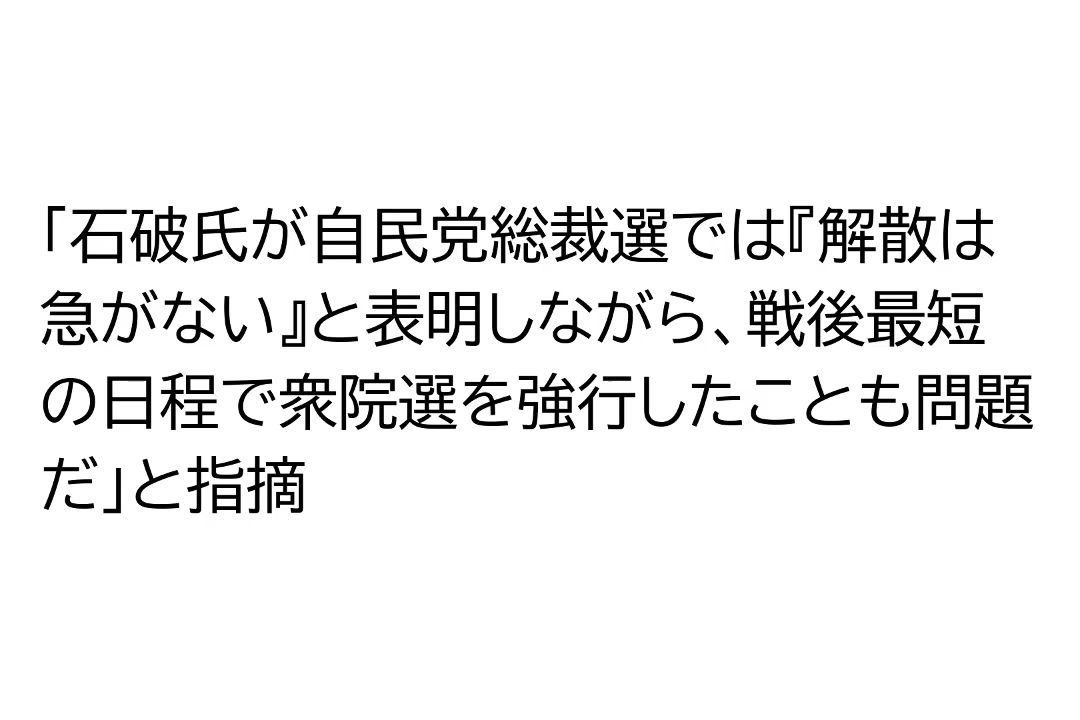 「石破氏が自民党総裁選では『解散は
急がない』と表明しながら、戦後最短
の日程で衆院選を強行したことも問題
だ」と指摘